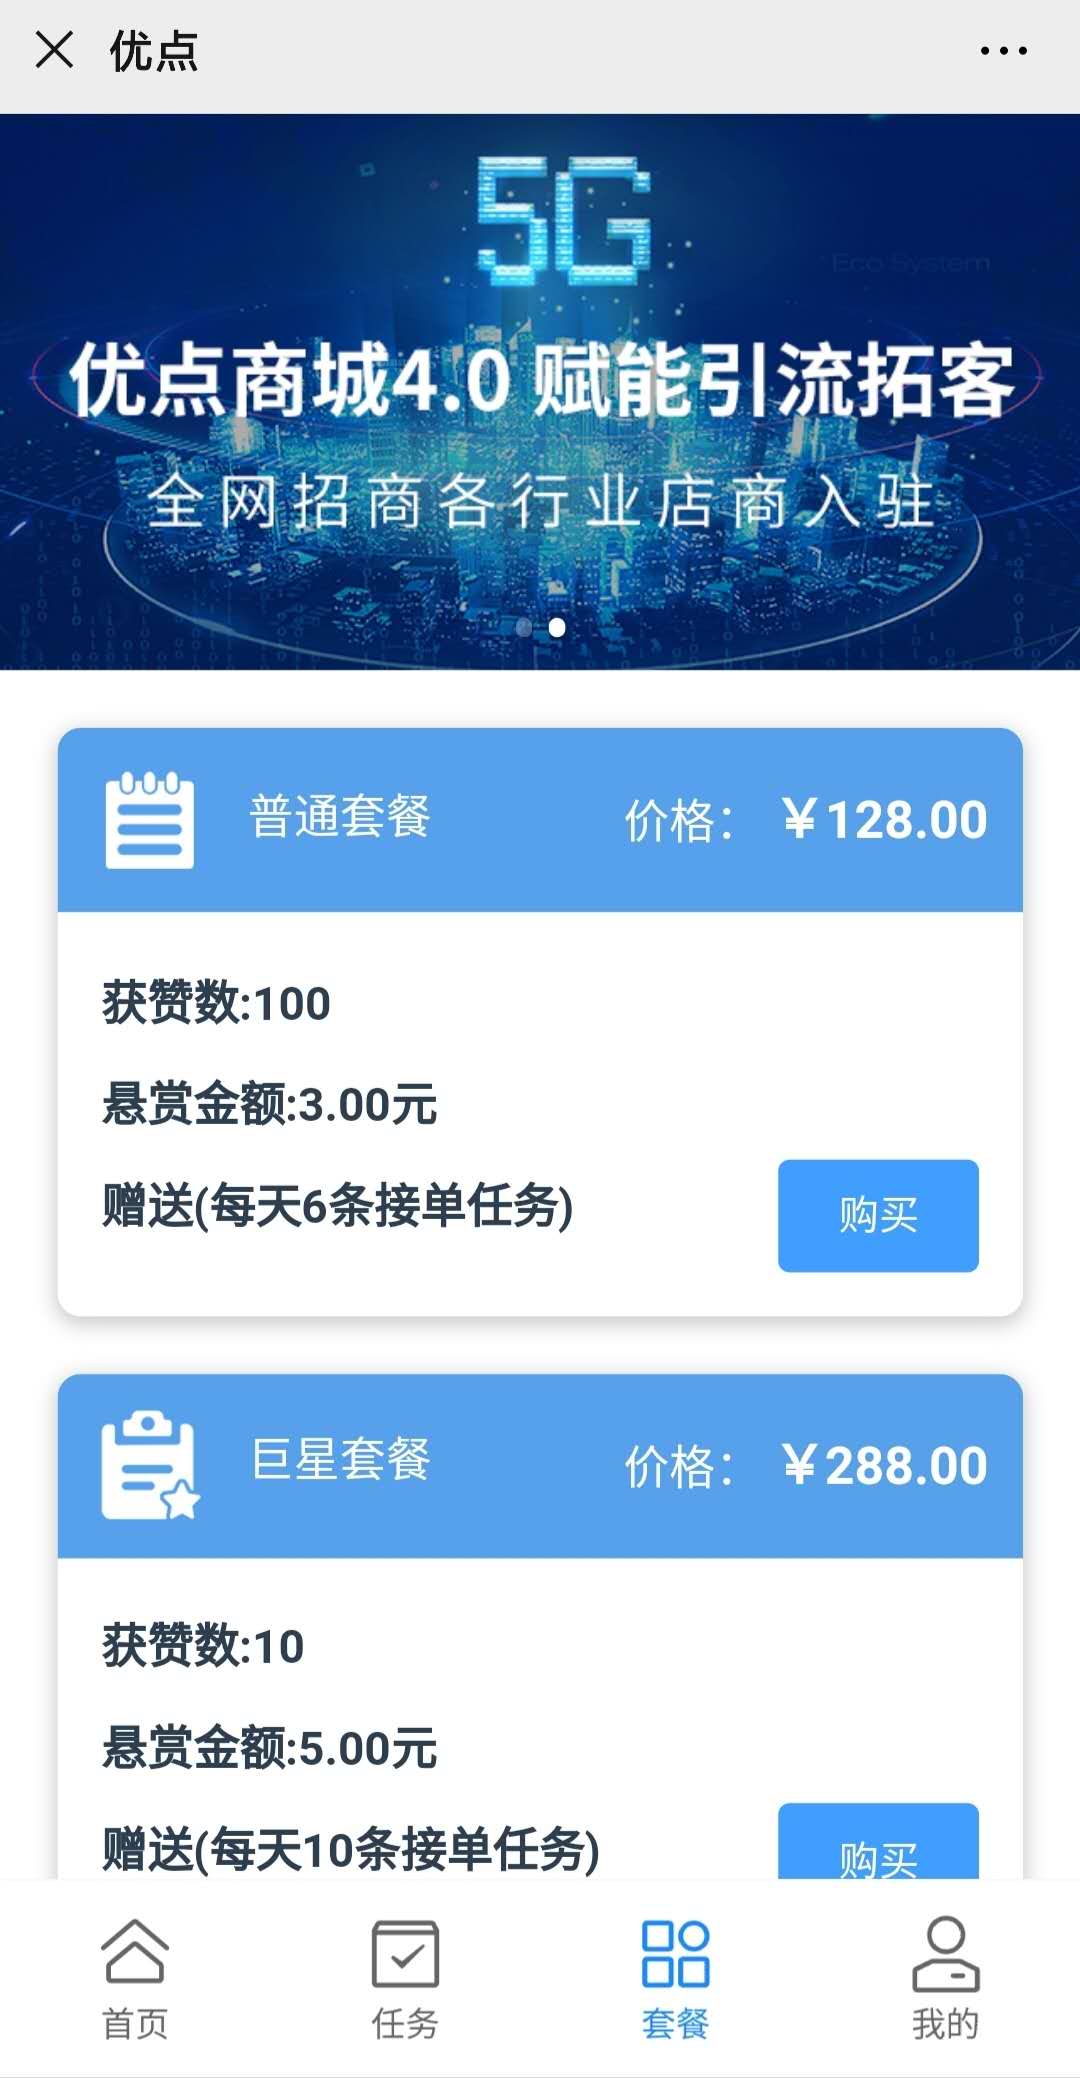 优点
5G
Eco System
优点商城4.0 赋能引流拓客
全网招商各行业店商入驻
普通套餐 价格： ￥128.00
获赞数:100
悬赏金额:3.00元
赠送(每天6条接单任务)
购买
巨星套餐 价格： ￥288.00
获赞数:10
悬赏金额:5.00元
赠送(每天10条接单任务)
购买
首页 任务 套餐 我的